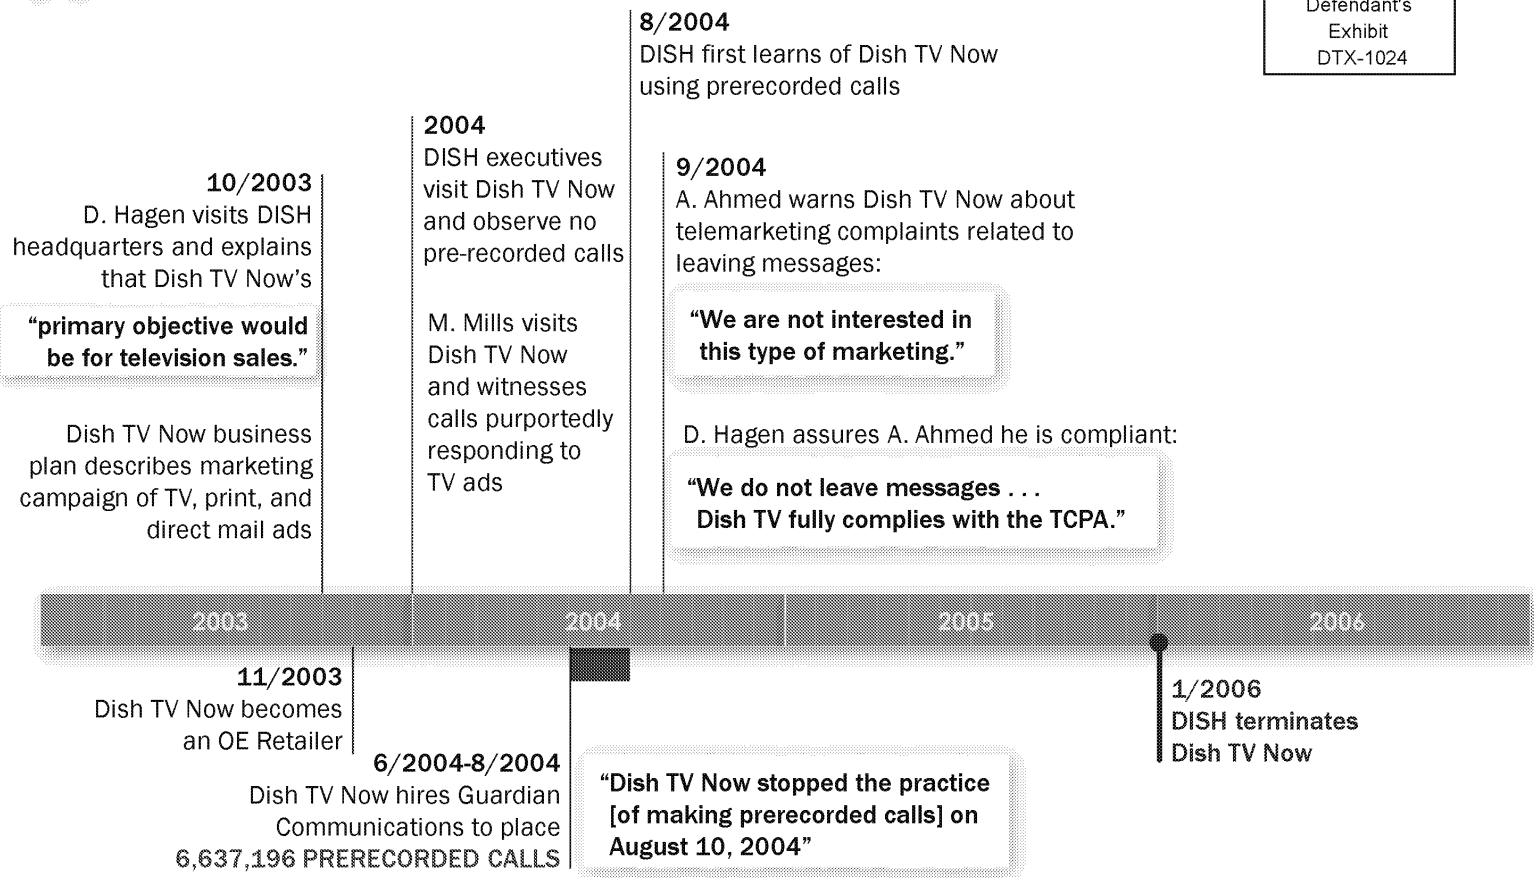 Defendant's
Exhibit
DTX-1024
8/2004
DISH first learns of Dish TV Now
using prerecorded calls
2004
DISH executives
visit Dish TV Now
and observe no
pre-recorded calls
M. Mills visits
Dish TV Now
and witnesses
calls purportedly
responding to
TV ads
9/2004
A. Ahmed warns Dish TV Now about
telemarketing complaints related to
leaving messages:
“We are not interested in
this type of marketing.”
D. Hagen assures A. Ahmed he is compliant:
“We do not leave messages . . .
Dish TV fully complies with the TCPA.”
10/2003
D. Hagen visits DISH
headquarters and explains
that Dish TV Now’s
“primary objective would
be for television sales.”
Dish TV Now business
plan describes marketing
campaign of TV, print, and
direct mail ads
2003
2004
2005
2006
11/2003
Dish TV Now becomes
an OE Retailer
6/2004-8/2004
Dish TV Now hires Guardian
Communications to place
6,637,196 PRERECORDED CALLS
“Dish TV Now stopped the practice
[of making prerecorded calls] on
August 10, 2004”
1/2006
DISH terminates
Dish TV Now